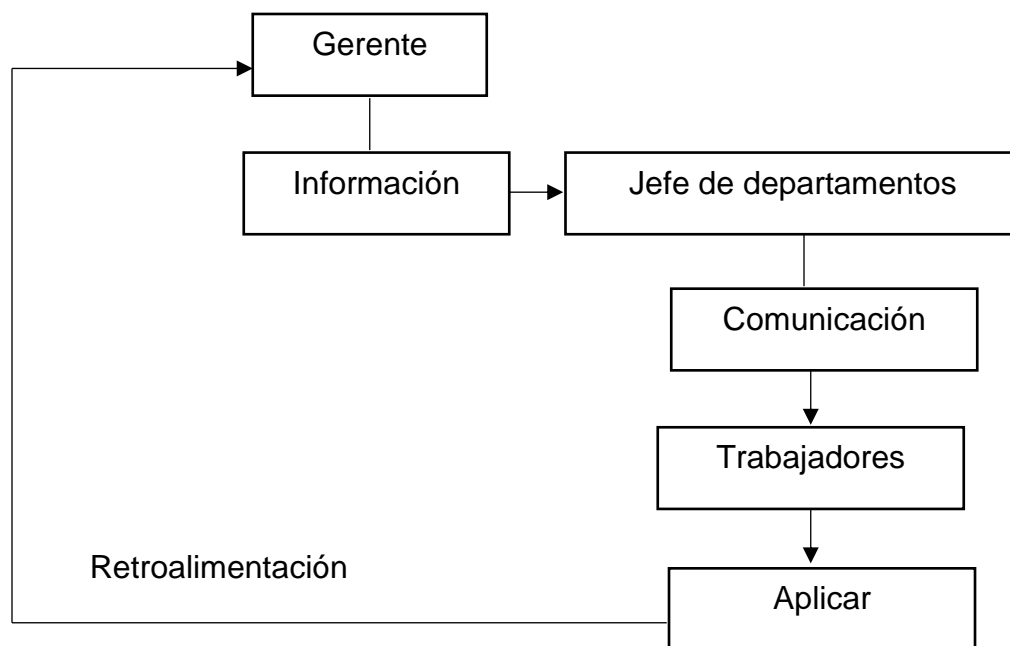 Gerente
Información
Jefe de departamentos
Comunicación
Trabajadores
Retroalimentación
Aplicar